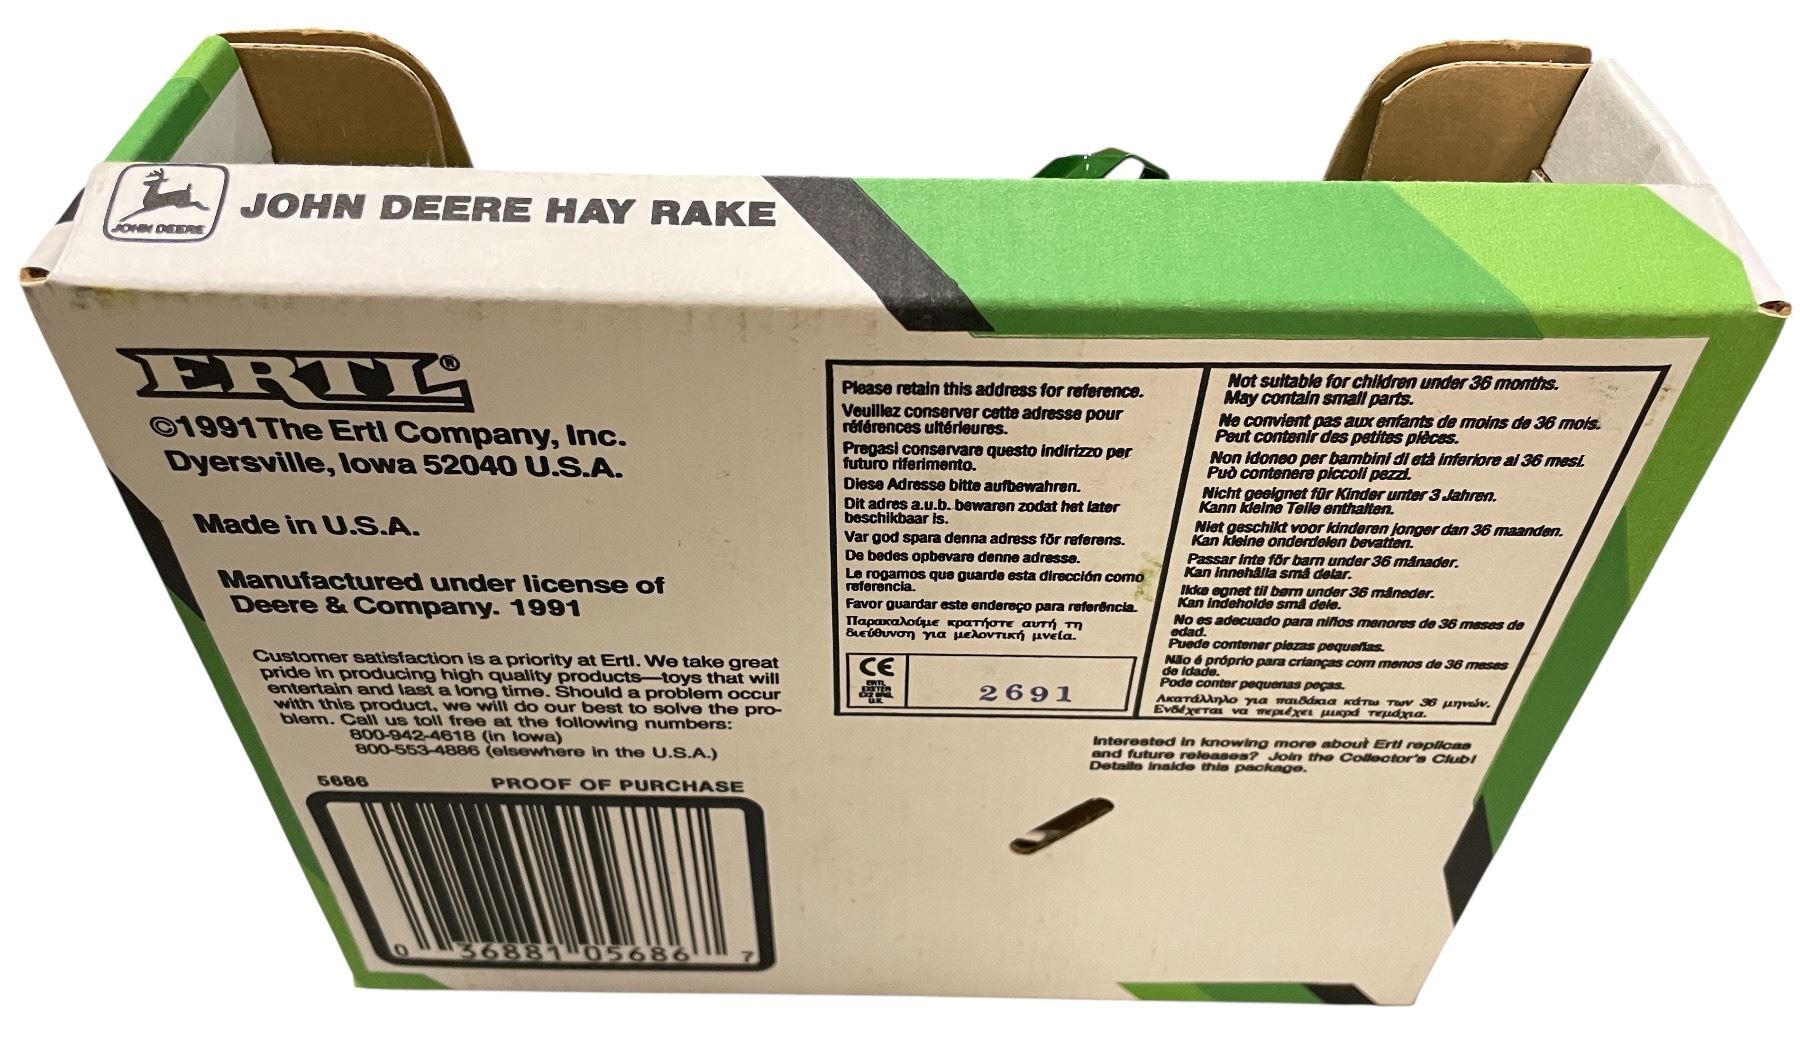 JOHN DEERE
JOHN DEERE HAY RAKE
ERTL®
©1991 The Ertl Company, Inc.
Dyersville, Iowa 52040 U.S.A.
Made in U.S.A.
Manufactured under license of
Deere & Company. 1991
Customer satisfaction is a priority at Ertl. We take great
pride in producing high quality products—toys that will
entertain and last a long time. Should a problem occur
with this product, we will do our best to solve the pro-
blem. Call us toll free at the following numbers:
800-942-4618 (in Iowa)
800-553-4886 (elsewhere in the U.S.A.)
5686 PROOF OF PURCHASE
0 36881 05686 7
Please retain this address for reference.
Veuillez conserver cette adresse pour
références ultérieures.
Pregasi conservare questo indirizzo per
futuro riferimento.
Diese Adresse bitte aufbewahren.
Dit adres a.u.b. bewaren zodat het later
beschikbaar is.
Var god spara denna adress för referens.
De bedes opbevare denne adresse.
Le rogamos que guarde esta dirección como
referencia.
Favor guardar este endereço para referência.
Παρακαλούμε κρατήστε αυτή τη
διεύθυνση για μελοντική μνεία.
CE
ERTL
EXETER
EX2
U.K.
2691
Not suitable for children under 36 months.
May contain small parts.
Ne convient pas aux enfants de moins de 36 mois.
Peut contenir des petites pièces.
Non idoneo per bambini di età inferiore ai 36 mesi.
Può contenere piccoli pezzi.
Nicht geeignet für Kinder unter 3 Jahren.
Kann kleine Teile enthalten.
Niet geschikt voor kinderen jonger dan 36 maanden.
Kan kleine onderdelen bevatten.
Passar inte för barn under 36 månader.
Kan innehålla små delar.
Ikke egnet til børn under 36 måneder.
Kan indeholde små dele.
No es adecuado para niños menores de 36 meses de
edad.
Puede contener piezas pequeñas.
Não é próprio para crianças com menos de 36 meses
de idade.
Pode conter pequenas peças.
Ακατάλληλο για παιδάκια κάτω των 36 μηνών.
Ενδέχεται να περιέχει μικρά τεμάχια.
Interested in knowing more about Ertl replicas
and future releases? Join the Collector's Club!
Details inside this package.